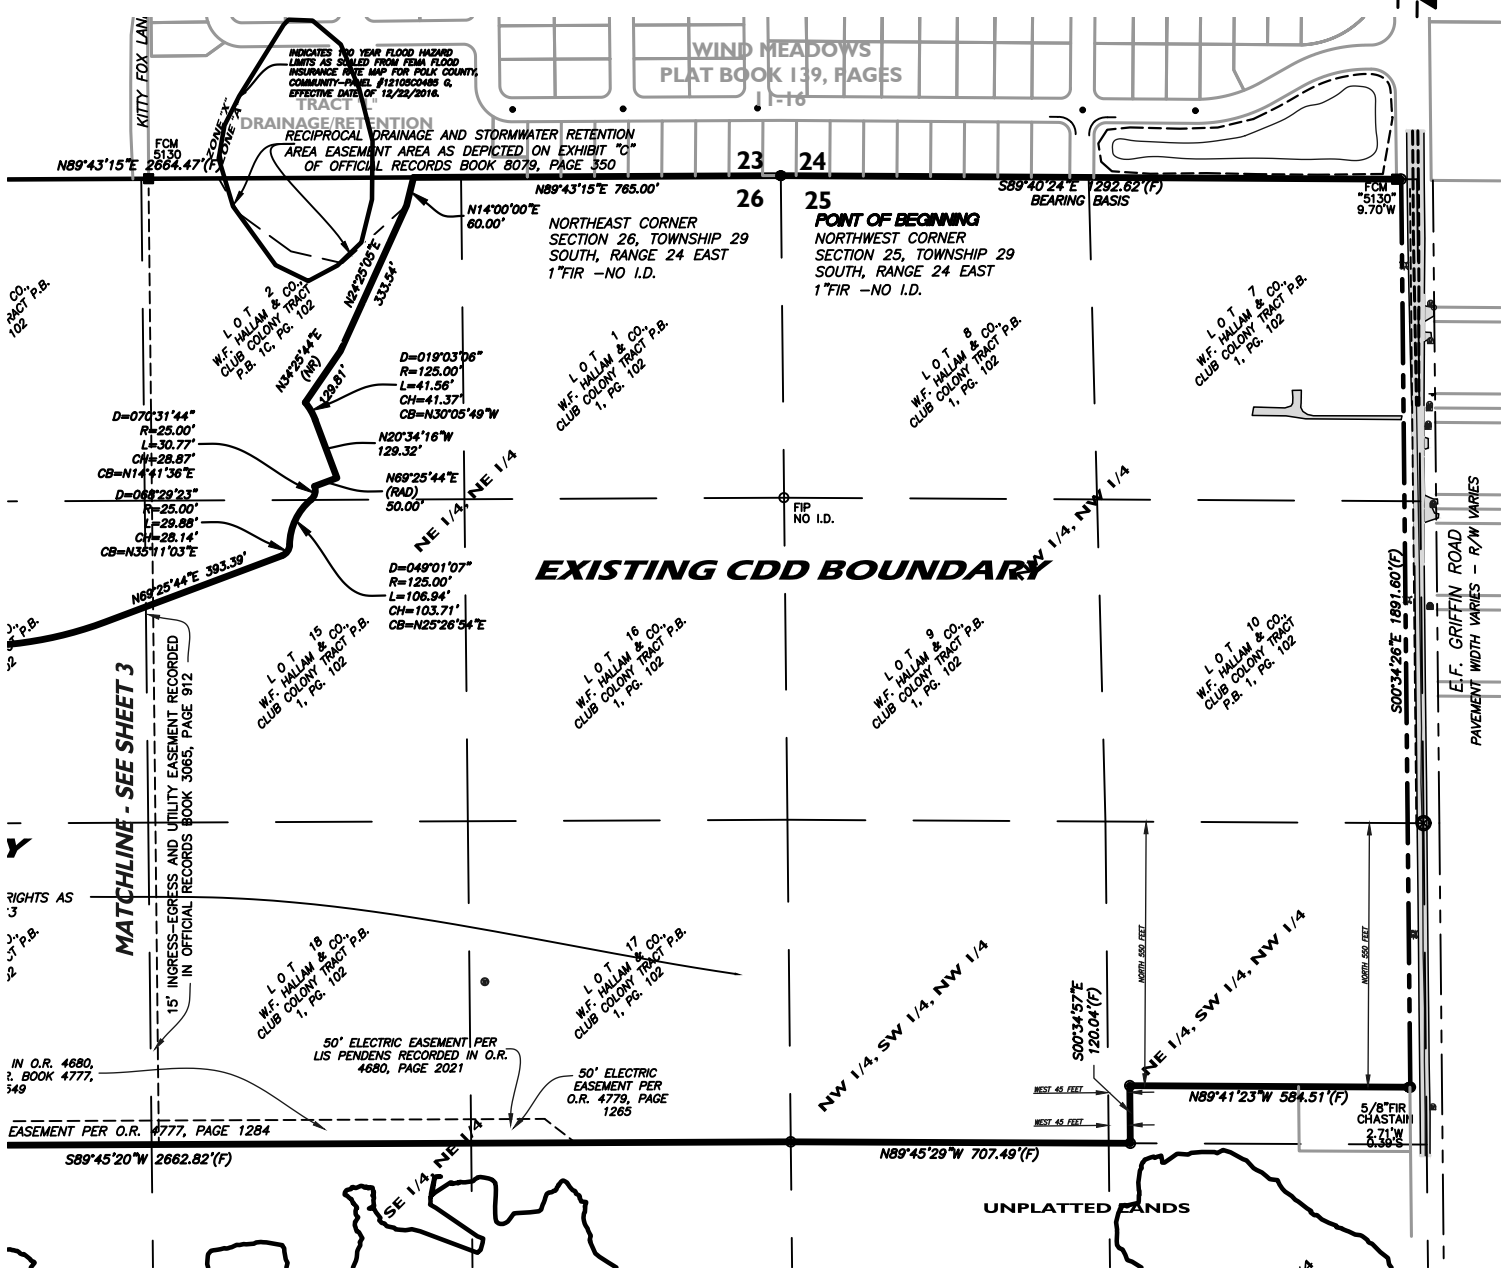 KITTY FOX LAN
INDICATES 100 YEAR FLOOD HAZARD
LIMITS AS SCALED FROM FEMA FLOOD
INSURANCE RATE MAP FOR POLK COUNTY,
COMMUNITY-PANEL #12105C0485 G,
EFFECTIVE DATE OF 12/22/2016.
TRACT "L"
DRAINAGE/RETENTION
ZONE "X"
ZONE "A"
WIND MEADOWS
PLAT BOOK 139, PAGES
11-16
RECIPROCAL DRAINAGE AND STORMWATER RETENTION
AREA EASEMENT AREA AS DEPICTED ON EXHIBIT "C"
OF OFFICIAL RECORDS BOOK 8079, PAGE 350
FCM
5130
N89°43'15"E 2664.47'(F)
23 24
26 25
N89°43'15"E 765.00'
S89°40'24"E 1292.62'(F)
BEARING BASIS
FCM
"5130"
9.70'W
N14°00'00"E
60.00'
NORTHEAST CORNER
SECTION 26, TOWNSHIP 29
SOUTH, RANGE 24 EAST
1"FIR -NO I.D.
POINT OF BEGINNING
NORTHWEST CORNER
SECTION 25, TOWNSHIP 29
SOUTH, RANGE 24 EAST
1"FIR -NO I.D.
CO.,
RACT P.B.
102
LOT 2
W.F. HALLAM & CO.,
CLUB COLONY TRACT
P.B. 1C, PG. 102
N24°25'05"E
333.54'
N34°25'44"E
(NR)
129.81'
LOT 1
W.F. HALLAM & CO.,
CLUB COLONY TRACT P.B.
1, PG. 102
LOT 8
W.F. HALLAM & CO.,
CLUB COLONY TRACT P.B.
1, PG. 102
LOT 7
W.F. HALLAM & CO.,
CLUB COLONY TRACT P.B.
1, PG. 102
D=019°03'06"
R=125.00'
L=41.56'
CH=41.37'
CB=N30°05'49"W
D=070°31'44"
R=25.00'
L=30.77'
CH=28.87'
CB=N14°41'36"E
N20°34'16"W
129.32'
N69°25'44"E
(RAD)
50.00'
D=068°29'23"
R=25.00'
L=29.88'
CH=28.14'
CB=N35°11'03"E
NE 1/4, NE 1/4
FIP
NO I.D.
NW 1/4, NW 1/4
EXISTING CDD BOUNDARY
N69°25'44"E 393.39'
D=049°01'07"
R=125.00'
L=106.94'
CH=103.71'
CB=N25°26'54"E
S00°34'26"E 1891.60'(F)
E.F. GRIFFIN ROAD
PAVEMENT WIDTH VARIES - R/W VARIES
P.B.
LOT 15
W.F. HALLAM & CO.,
CLUB COLONY TRACT P.B.
1, PG. 102
LOT 16
W.F. HALLAM & CO.,
CLUB COLONY TRACT P.B.
1, PG. 102
LOT 9
W.F. HALLAM & CO.,
CLUB COLONY TRACT P.B.
1, PG. 102
LOT 10
W.F. HALLAM & CO.,
CLUB COLONY TRACT
P.B. 1, PG. 102
MATCHLINE - SEE SHEET 3
15' INGRESS-EGRESS AND UTILITY EASEMENT RECORDED
IN OFFICIAL RECORDS BOOK 3065, PAGE 912
Y
RIGHTS AS
P.B.
LOT 18
W.F. HALLAM & CO.,
CLUB COLONY TRACT P.B.
1, PG. 102
LOT 17
W.F. HALLAM & CO.,
CLUB COLONY TRACT P.B.
1, PG. 102
NORTH 550 FEET
NORTH 550 FEET
NW 1/4, SW 1/4, NW 1/4
NE 1/4, SW 1/4, NW 1/4
S00°34'57"E
120.04'(F)
IN O.R. 4680,
R. BOOK 4777,
549
50' ELECTRIC EASEMENT PER
LIS PENDENS RECORDED IN O.R.
4680, PAGE 2021
50' ELECTRIC
EASEMENT PER
O.R. 4779, PAGE
1265
WEST 45 FEET
WEST 45 FEET
N89°41'23"W 584.51'(F)
5/8"FIR
CHASTAIN
2.71'W
0.39'S
EASEMENT PER O.R. 4777, PAGE 1284
S89°45'20"W 2662.82'(F)
SE 1/4, NE 1/4
N89°45'29"W 707.49'(F)
UNPLATTED LANDS